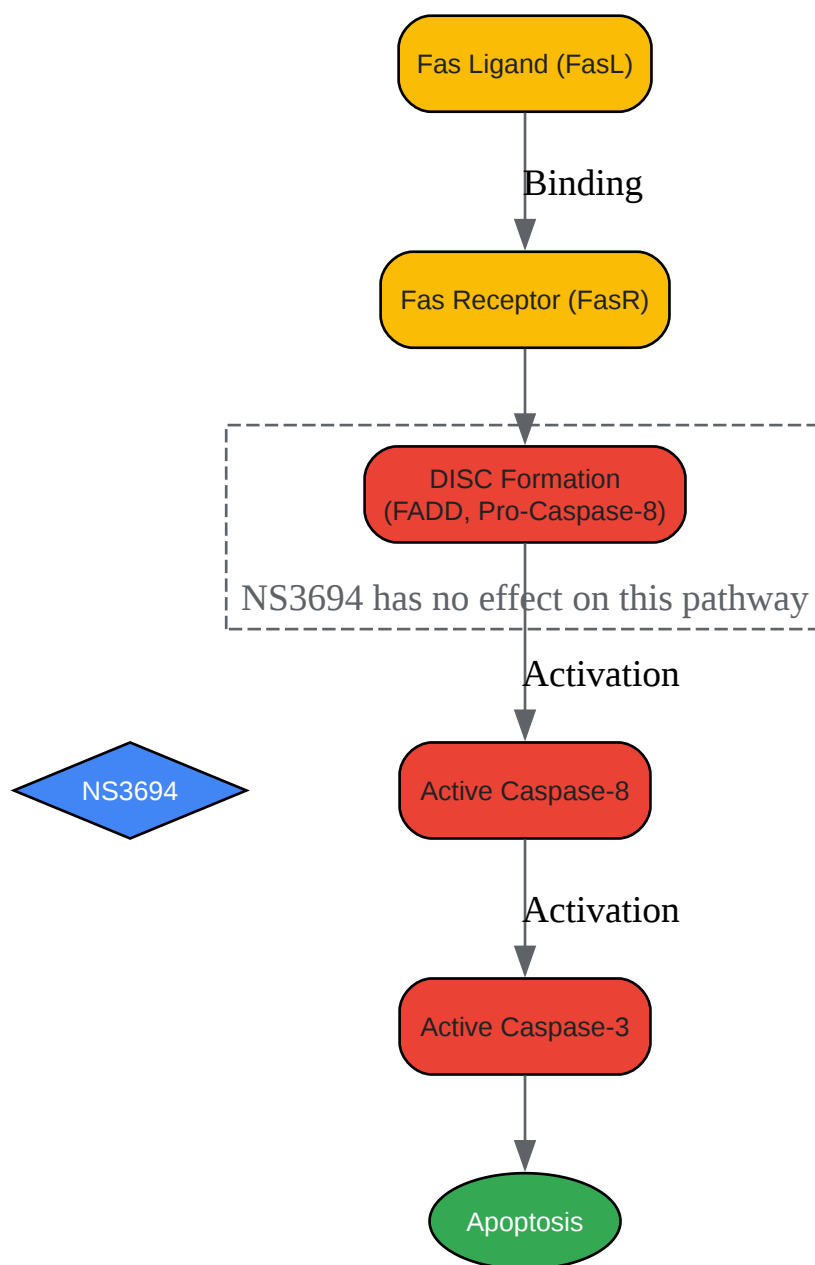 Fas Ligand (FasL)
Binding
Fas Receptor (FasR)
DISC Formation
(FADD, Pro-Caspase-8)
NS3694 has no effect on this pathway
Activation
NS3694
Active Caspase-8
Activation
Active Caspase-3
Apoptosis